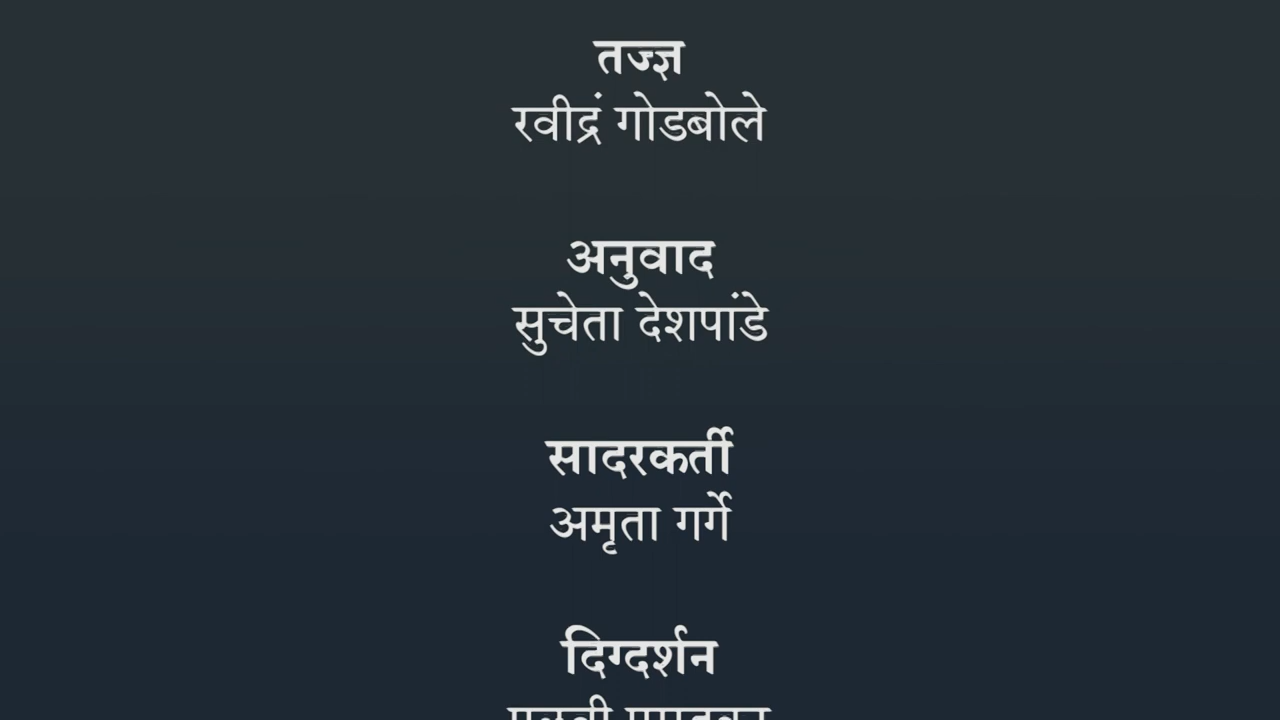 तज्ज्ञ
रवीद्रं गोडबोले
अनुवाद
सुचेता देशपांडे
सादरकर्ती
अमृता गर्गे
दिग्दर्शन